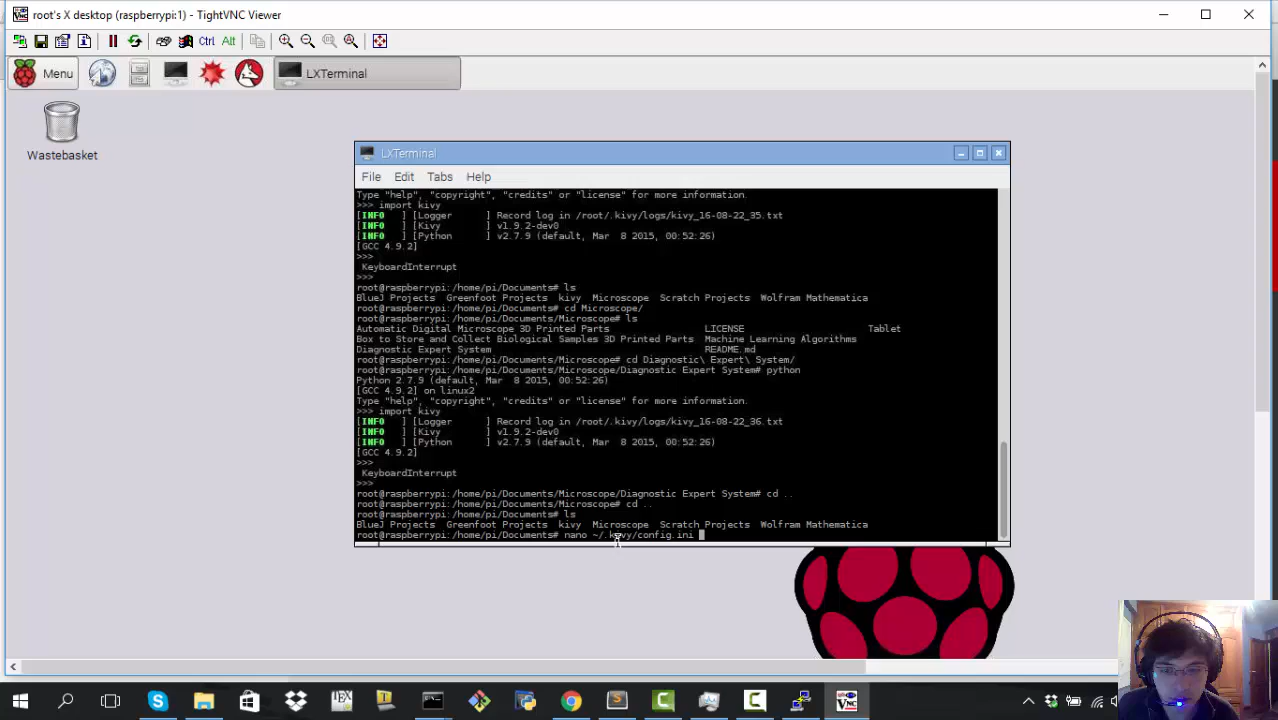 root's X desktop (raspberrypi:1) - TightVNC Viewer
Ctrl Alt
Menu
LXTerminal
Wastebasket
LXTerminal
File Edit Tabs Help
Type "help", "copyright", "credits" or "license" for more information.
>>> import kivy
[INFO   ] [Logger      ] Record log in /root/.kivy/logs/kivy_16-08-22_35.txt
[INFO   ] [Kivy        ] v1.9.2-dev0
[INFO   ] [Python      ] v2.7.9 (default, Mar  8 2015, 00:52:26)
[GCC 4.9.2]
>>>
KeyboardInterrupt
>>>
root@raspberrypi:/home/pi/Documents# ls
BlueJ Projects  Greenfoot Projects  kivy  Microscope  Scratch Projects  Wolfram Mathematica
root@raspberrypi:/home/pi/Documents# cd Microscope/
root@raspberrypi:/home/pi/Documents/Microscope# ls
Automatic Digital Microscope 3D Printed Parts  LICENSE  Tablet
Box to Store and Collect Biological Samples 3D Printed Parts  Machine Learning Algorithms
Diagnostic Expert System  README.md
root@raspberrypi:/home/pi/Documents/Microscope# cd Diagnostic\ Expert\ System/
root@raspberrypi:/home/pi/Documents/Microscope/Diagnostic Expert System# python
Python 2.7.9 (default, Mar  8 2015, 00:52:26)
[GCC 4.9.2] on linux2
Type "help", "copyright", "credits" or "license" for more information.
>>> import kivy
[INFO   ] [Logger      ] Record log in /root/.kivy/logs/kivy_16-08-22_36.txt
[INFO   ] [Kivy        ] v1.9.2-dev0
[INFO   ] [Python      ] v2.7.9 (default, Mar  8 2015, 00:52:26)
[GCC 4.9.2]
>>>
KeyboardInterrupt
>>>
root@raspberrypi:/home/pi/Documents/Microscope/Diagnostic Expert System# cd ..
root@raspberrypi:/home/pi/Documents/Microscope# cd ..
root@raspberrypi:/home/pi/Documents# ls
BlueJ Projects  Greenfoot Projects  kivy  Microscope  Scratch Projects  Wolfram Mathematica
root@raspberrypi:/home/pi/Documents# nano ~/.kivy/config.ini